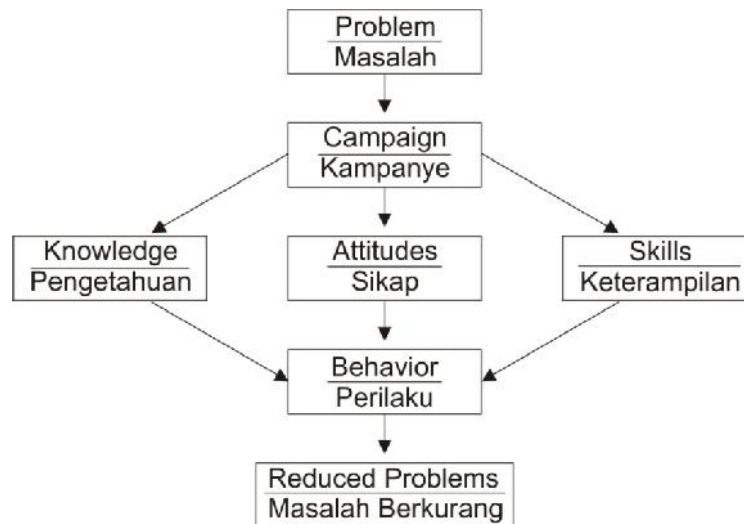 Problem
Masalah
Campaign
Kampanye
Knowledge
Pengetahuan
Attitudes
Sikap
Skills
Keterampilan
Behavior
Perilaku
Reduced Problems
Masalah Berkurang